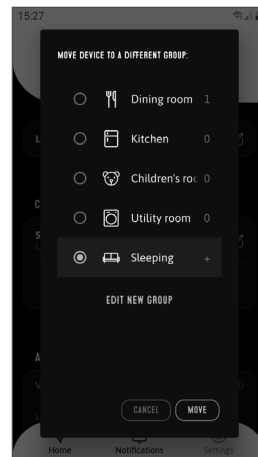 15:27
MOVE DEVICE TO A DIFFERENT GROUP:
Dining room 1
Kitchen 0
Children's roo 0
Utility room 0
Sleeping +
EDIT NEW GROUP
CANCEL MOVE
Home Notifications Settings